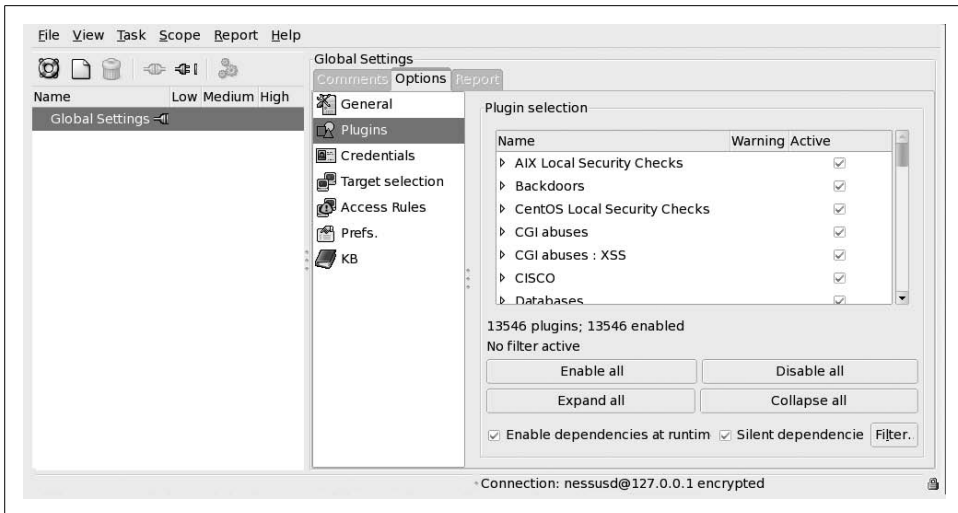 File View Task Scope Report Help
Global Settings
Comments Options Report
Name Low Medium High
Global Settings
General
Plugins
Credentials
Target selection
Access Rules
Prefs.
KB
Plugin selection
Name Warning Active
AIX Local Security Checks
Backdoors
CentOS Local Security Checks
CGI abuses
CGI abuses : XSS
CISCO
Databases
13546 plugins; 13546 enabled
No filter active
Enable all Disable all
Expand all Collapse all
Enable dependencies at runtim Silent dependencie Filter..
Connection: nessusd@127.0.0.1 encrypted